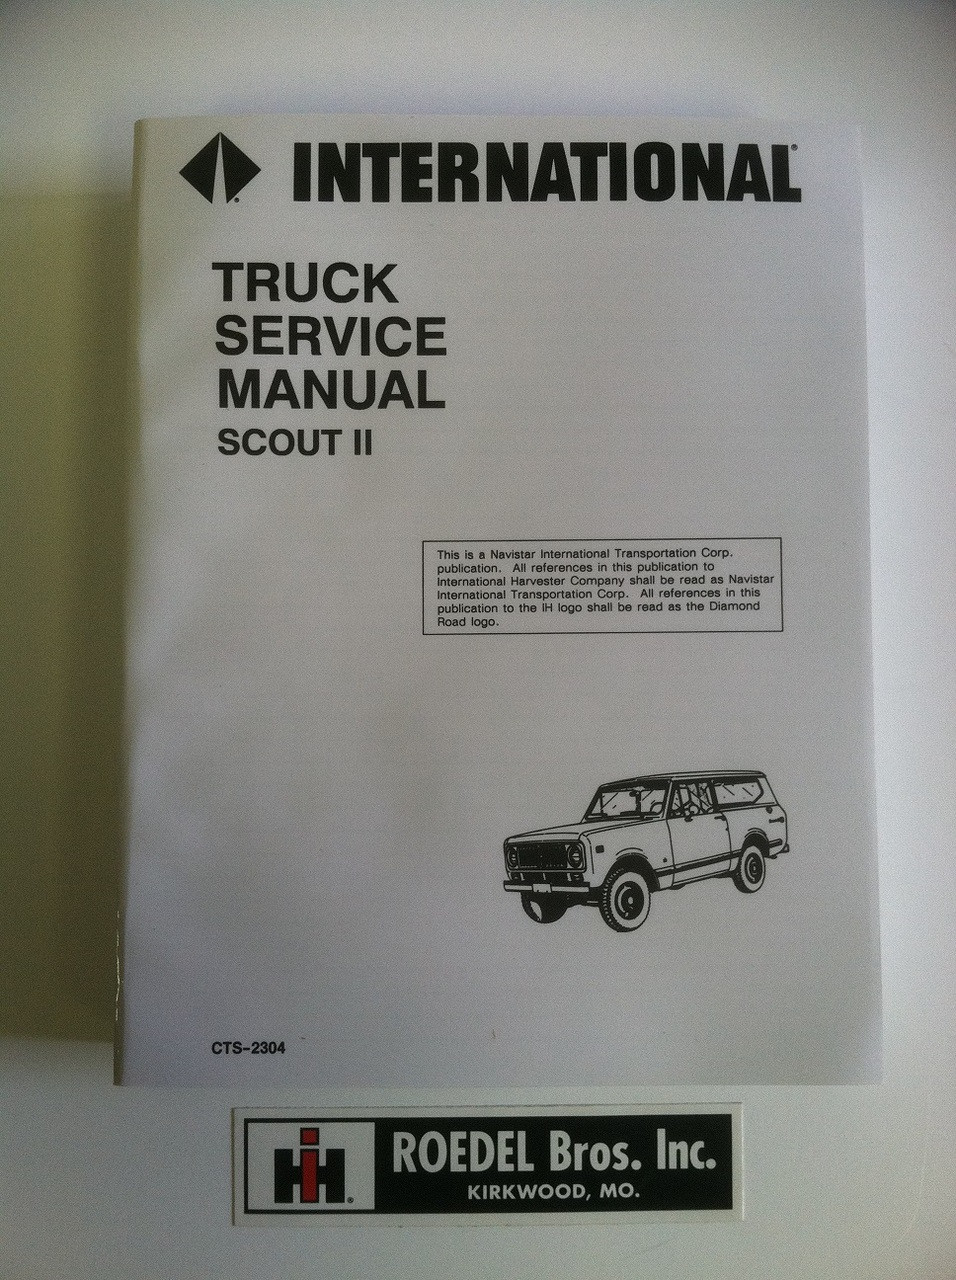 INTERNATIONAL®
TRUCK
SERVICE
MANUAL
SCOUT II
This is a Navistar International Transportation Corp.
publication. All references in this publication to
International Harvester Company shall be read as Navistar
International Transportation Corp. All references in this
publication to the IH logo shall be read as the Diamond
Road logo.
CTS-2304
IH®
ROEDEL Bros. Inc.
KIRKWOOD, MO.